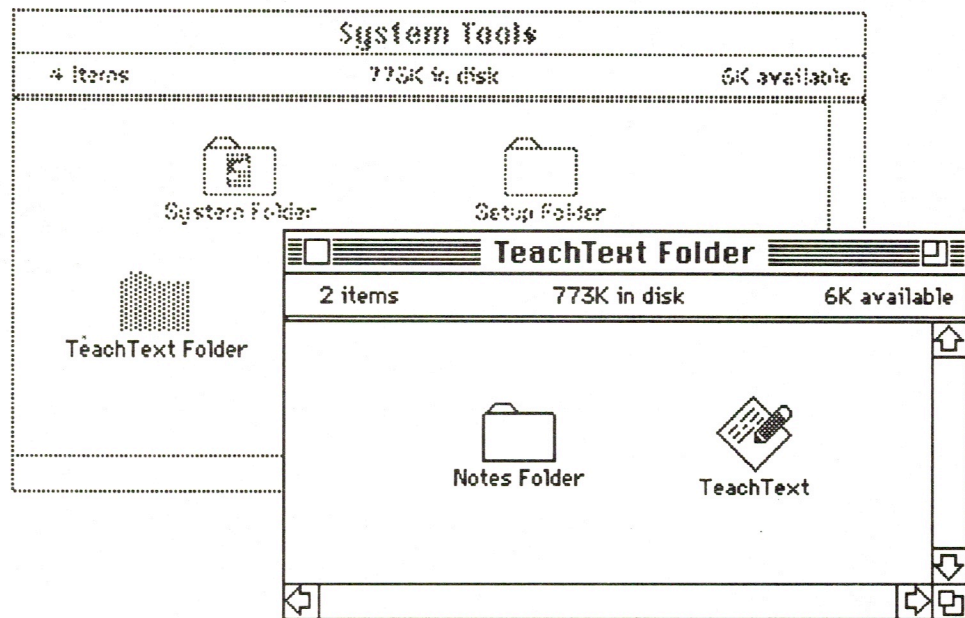 System Tools
4 items 773K in disk 6K available
System Folder Setup Folder
TeachText Folder
TeachText Folder
2 items 773K in disk 6K available
Notes Folder TeachText